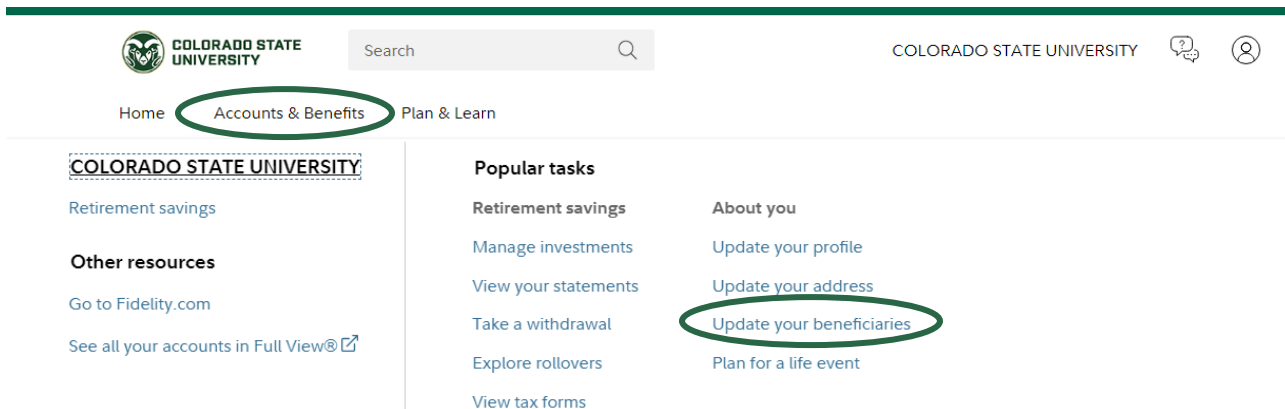 COLORADO STATE
UNIVERSITY
Search
COLORADO STATE UNIVERSITY
Home Accounts & Benefits Plan & Learn
COLORADO STATE UNIVERSITY
Retirement savings
Other resources
Go to Fidelity.com
See all your accounts in Full View®
Popular tasks
Retirement savings
Manage investments
View your statements
Take a withdrawal
Explore rollovers
View tax forms
About you
Update your profile
Update your address
Update your beneficiaries
Plan for a life event